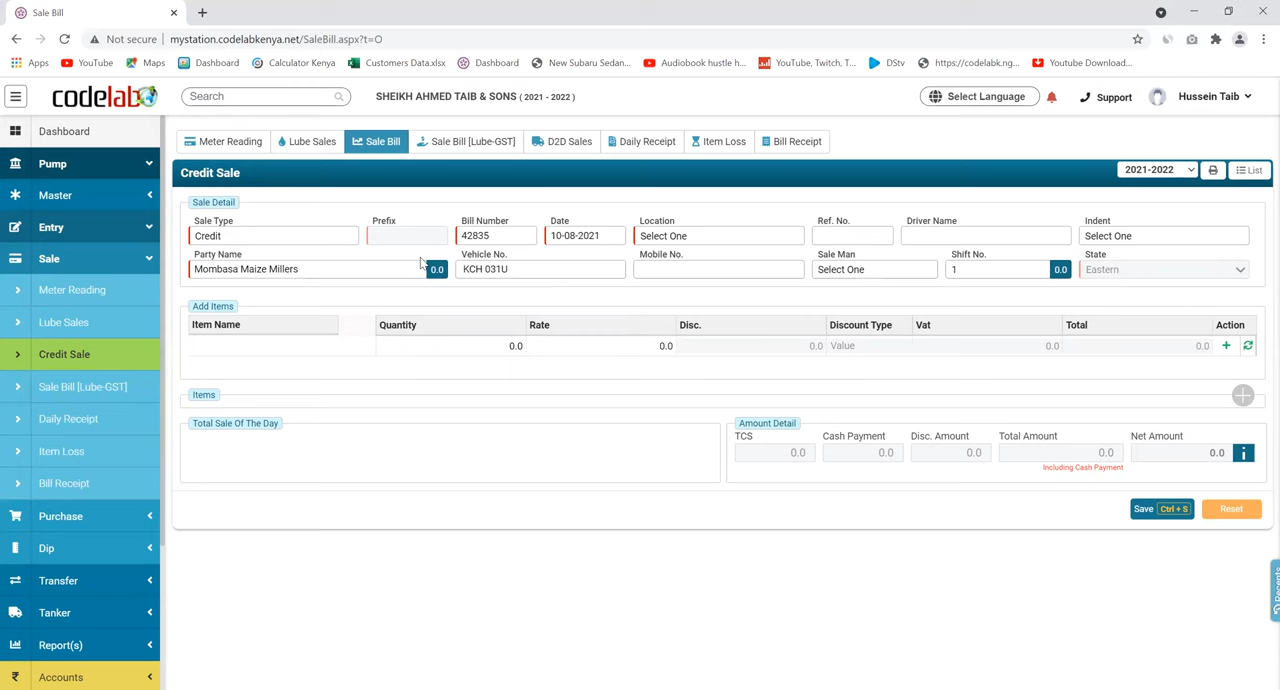 Sale Bill
Not secure | mystation.codelabkenya.net/SaleBill.aspx?t=O
Apps YouTube Maps Dashboard Calculator Kenya Customers Data.xlsx Dashboard New Subaru Sedan... Audiobook hustle h... YouTube, Twitch, T... DStv https://codelabk.ng... Youtube Download...
codelab Search SHEIKH AHMED TAIB & SONS ( 2021 - 2022 ) Select Language Support Hussein Taib
Dashboard
Pump
Master
Entry
Sale
Meter Reading
Lube Sales
Credit Sale
Sale Bill [Lube-GST]
Daily Receipt
Item Loss
Bill Receipt
Purchase
Dip
Transfer
Tanker
Report(s)
Accounts
Meter Reading Lube Sales Sale Bill Sale Bill [Lube-GST] D2D Sales Daily Receipt Item Loss Bill Receipt
Credit Sale 2021-2022 List
Sale Detail
Sale Type Prefix Bill Number Date Location Ref. No. Driver Name Indent
Credit 42835 10-08-2021 Select One Select One
Party Name Vehicle No. Mobile No. Sale Man Shift No. State
Mombasa Maize Millers 0.0 KCH 031U Select One 1 0.0 Eastern
Add Items
Item Name Quantity Rate Disc. Discount Type Vat Total Action
0.0 0.0 0.0 Value 0.0 0.0
Items
Total Sale Of The Day
Amount Detail
TCS Cash Payment Disc. Amount Total Amount Net Amount
0.0 0.0 0.0 0.0 0.0 i
Including Cash Payment
Save Ctrl + S Reset
Recents